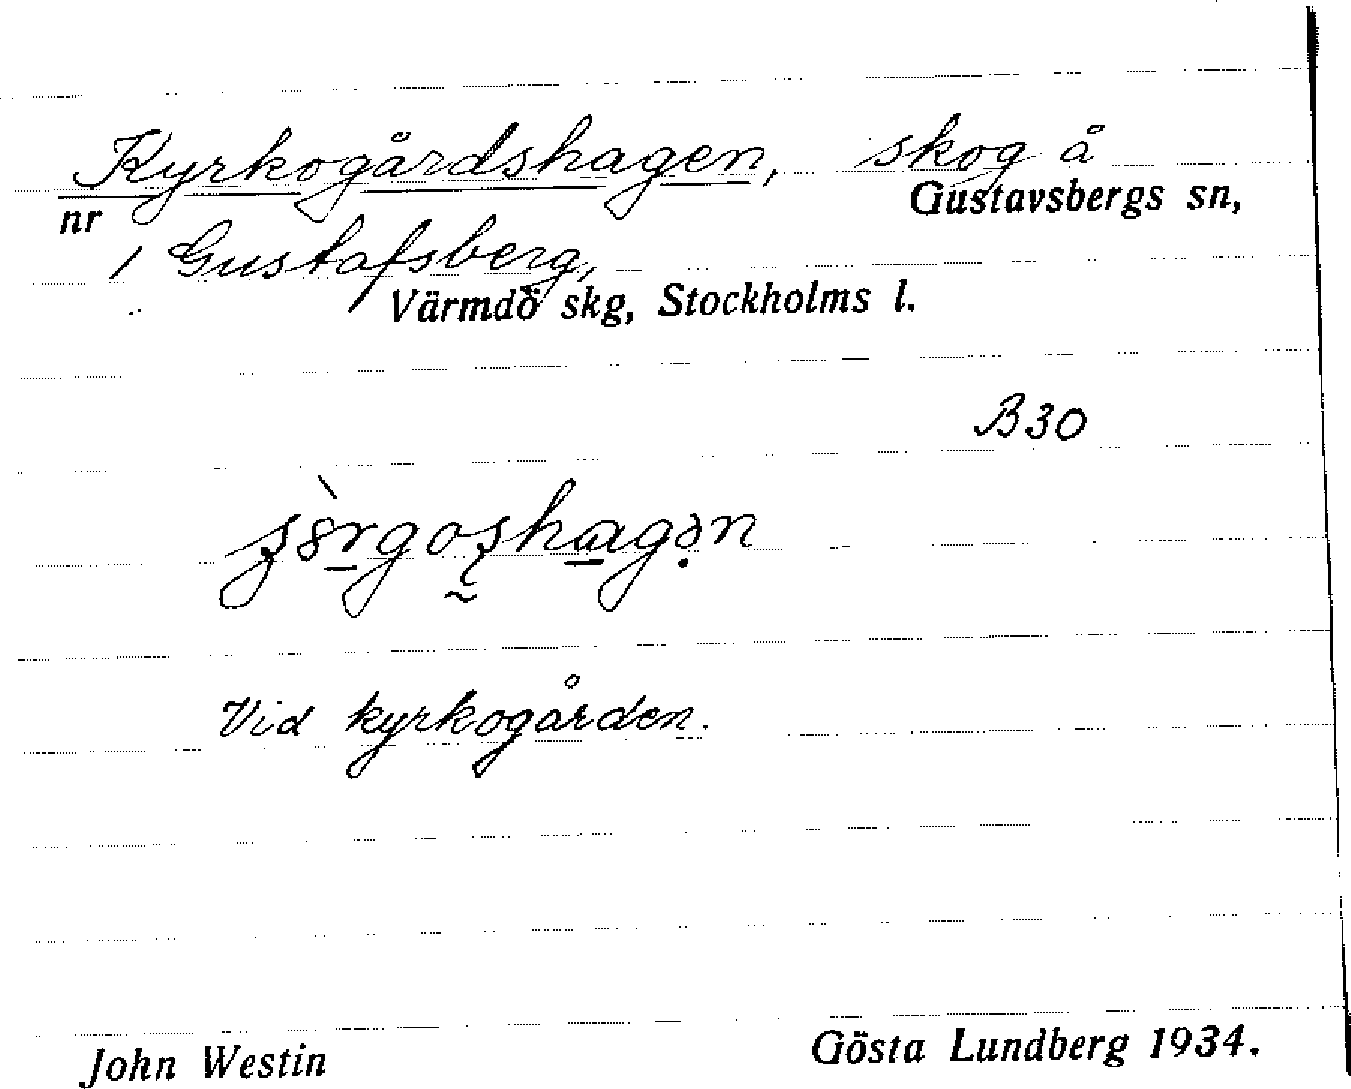 Kyrkogårdshagen, skog å
Gustavsbergs sn,
nr
1 Gustafsberg,
Värmdö skg, Stockholms l.
B30
Vid kyrkogården.
John Westin
Gösta Lundberg 1934.